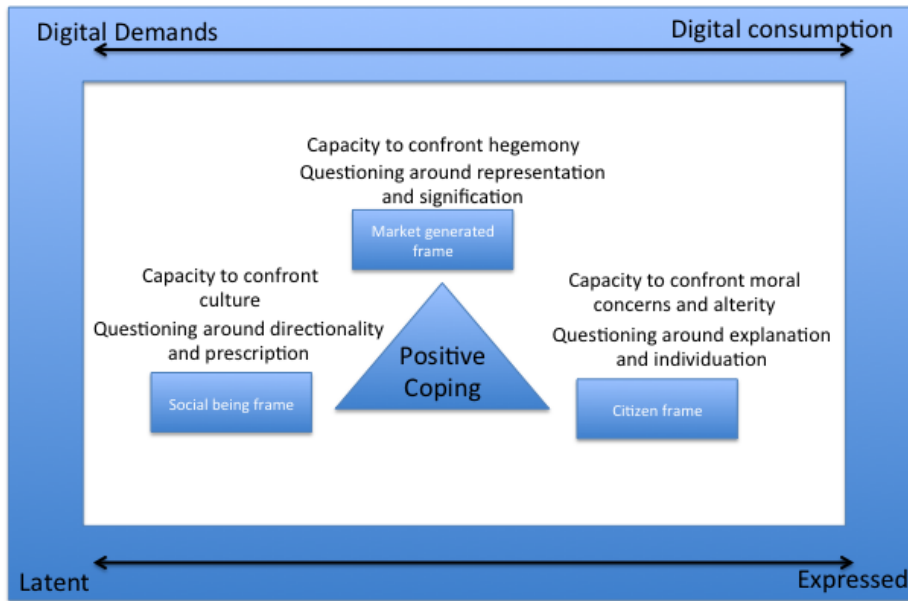 Digital Demands
Digital consumption
Capacity to confront hegemony
Questioning around representation
and signification
Market generated
frame
Capacity to confront
culture
Questioning around directionality
and prescription
Social being frame
Positive
Coping
Capacity to confront moral
concerns and alterity
Questioning around explanation
and individuation
Citizen frame
Latent
Expressed